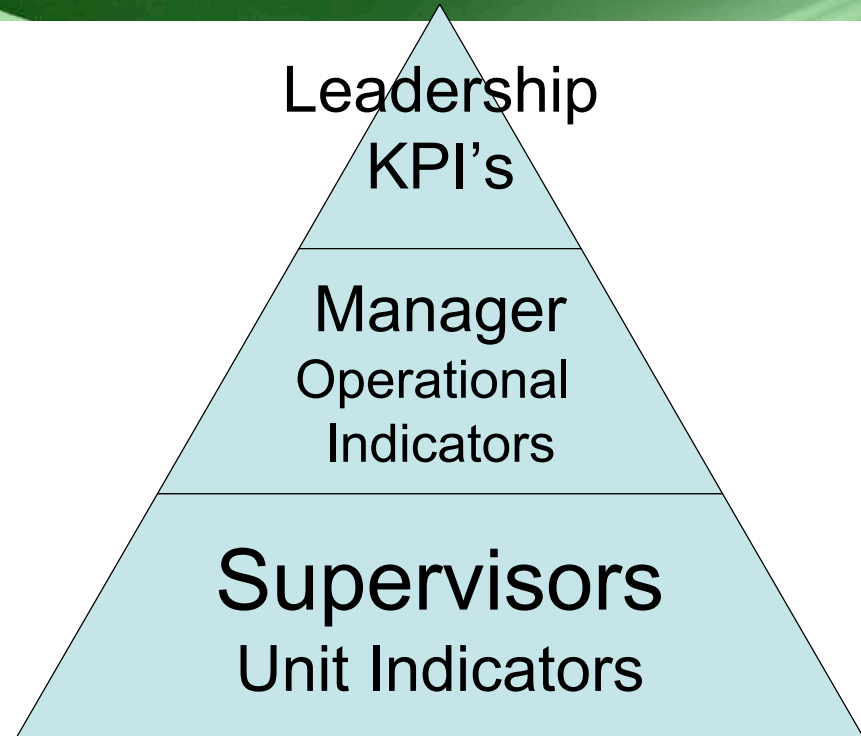 Leadership
KPI’s
Manager
Operational
Indicators
Supervisors
Unit Indicators